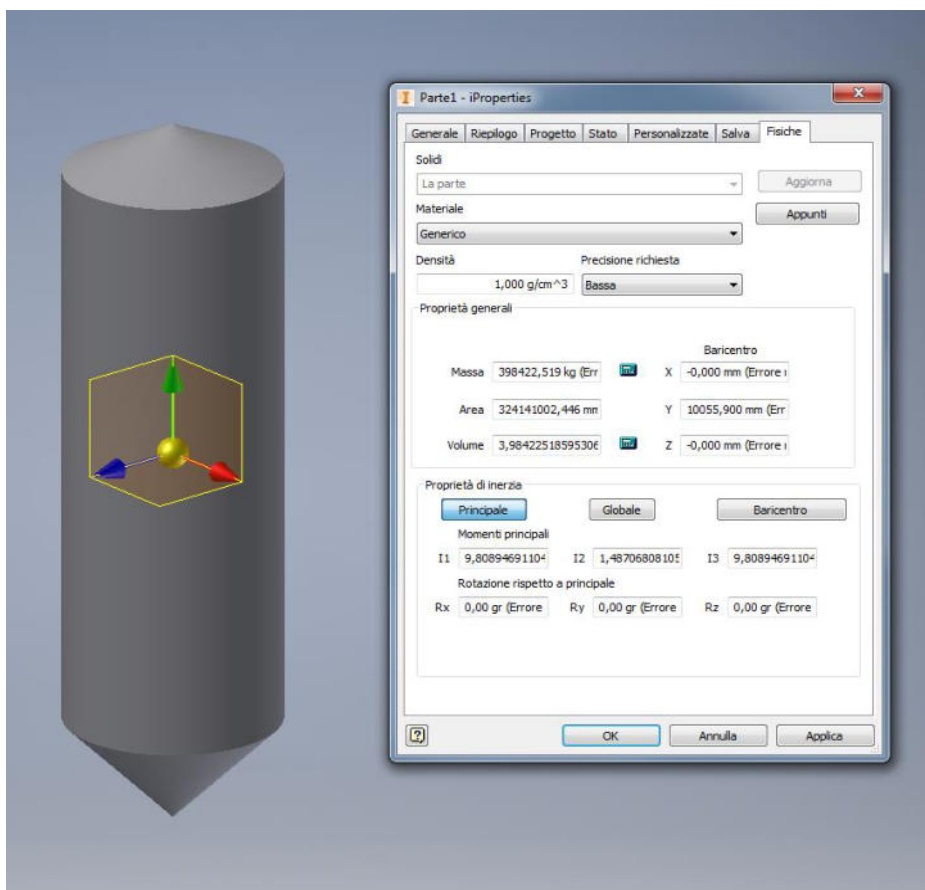 Parte1 - iProperties
Generale Riepilogo Progetto Stato Personalizzate Salva Fisiche
Solidi
La parte Aggiorna
Materiale Appunti
Generico
Densità Precisione richiesta
1,000 g/cm^3 Bassa
Proprietà generali
Baricentro
Massa 398422,519 kg (Err X -0,000 mm (Errore
Area 324141002,446 mm Y 10055,900 mm (Err
Volume 3,98422518595306 Z -0,000 mm (Errore
Proprietà di inerzia
Principale Globale Baricentro
Momenti principali
I1 9,80894691104 I2 1,48706808105 I3 9,80894691104
Rotazione rispetto a principale
Rx 0,00 gr (Errore Ry 0,00 gr (Errore Rz 0,00 gr (Errore
? OK Annulla Applica